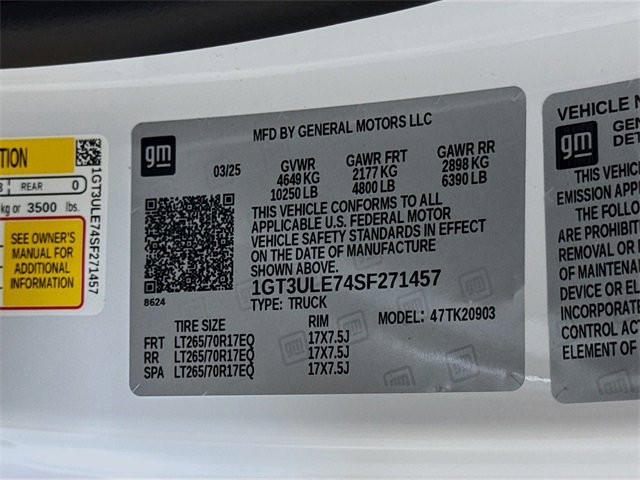 TION
3 REAR 0
kg or 3500 lbs.
SEE OWNER'S
MANUAL FOR
ADDITIONAL
INFORMATION
1GT3ULE74SF271457
gm
MFD BY GENERAL MOTORS LLC
03/25 GVWR GAWR FRT GAWR RR
4649 KG 2177 KG 2898 KG
10250 LB 4800 LB 6390 LB
THIS VEHICLE CONFORMS TO ALL
APPLICABLE U.S. FEDERAL MOTOR
VEHICLE SAFETY STANDARDS IN EFFECT
ON THE DATE OF MANUFACTURE
SHOWN ABOVE.
8624
1GT3ULE74SF271457
TYPE: TRUCK
TIRE SIZE RIM MODEL: 47TK20903
FRT LT265/70R17EQ 17X7.5J
RR LT265/70R17EQ 17X7.5J
SPA LT265/70R17EQ 17X7.5J
VEHICLE
gm
GEN
DET
THIS VEHICLE
EMISSION APP
THE FOLLO
ARE PROHIBIT
REMOVAL OR
OF MAINTENAN
DEVICE OR EL
INCORPORATE
CONTROL ACT
ELEMENT OF